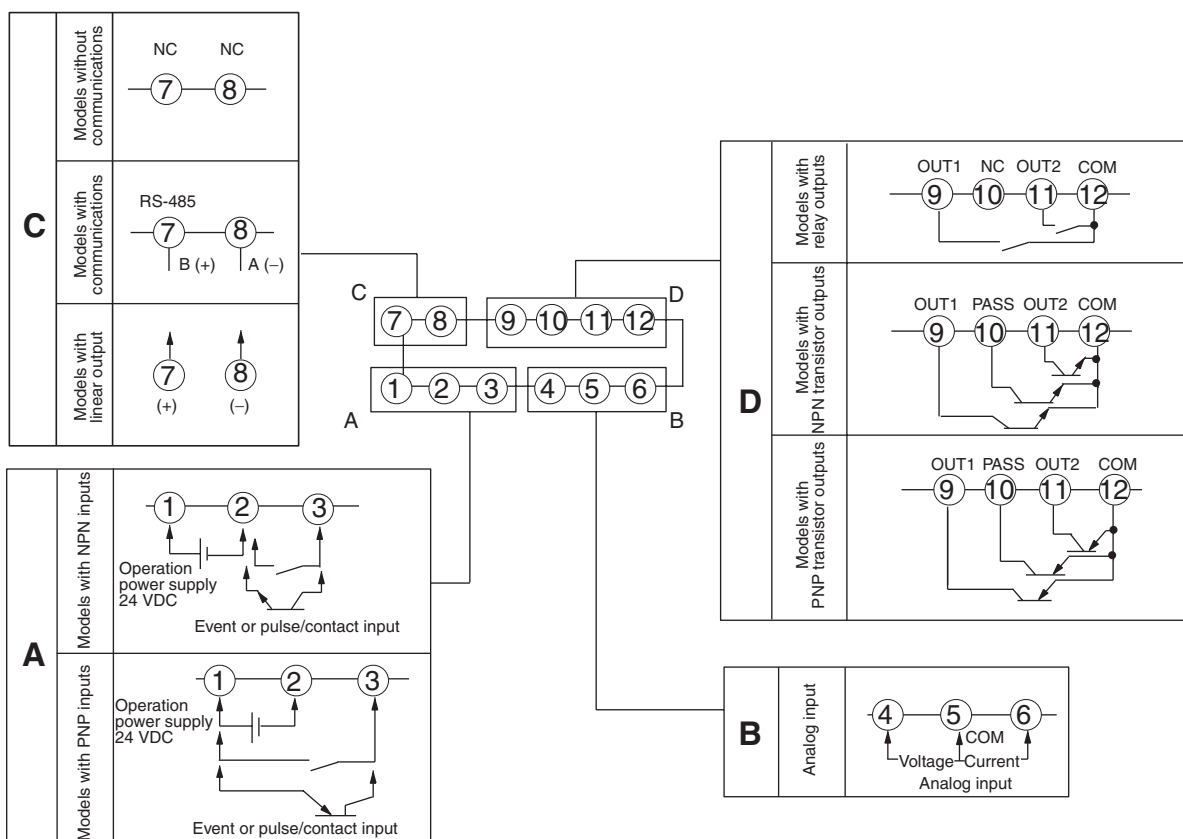 C
Models without
communications
NC NC
7 8
Models with
communications
RS-485
7 8
B (+) A (−)
Models with
linear output
7 8
(+) (−)
C D
7 8 9 10 11 12
1 2 3 4 5 6
A B
A
Models with NPN inputs
1 2 3
Operation
power supply
24 VDC
Event or pulse/contact input
Models with PNP inputs
1 2 3
Operation
power supply
24 VDC
Event or pulse/contact input
D
Models with
relay outputs
OUT1 NC OUT2 COM
9 10 11 12
Models with
NPN transistor outputs
OUT1 PASS OUT2 COM
9 10 11 12
Models with
PNP transistor outputs
OUT1 PASS OUT2 COM
9 10 11 12
B
Analog input
4 5 6
COM
Voltage Current
Analog input